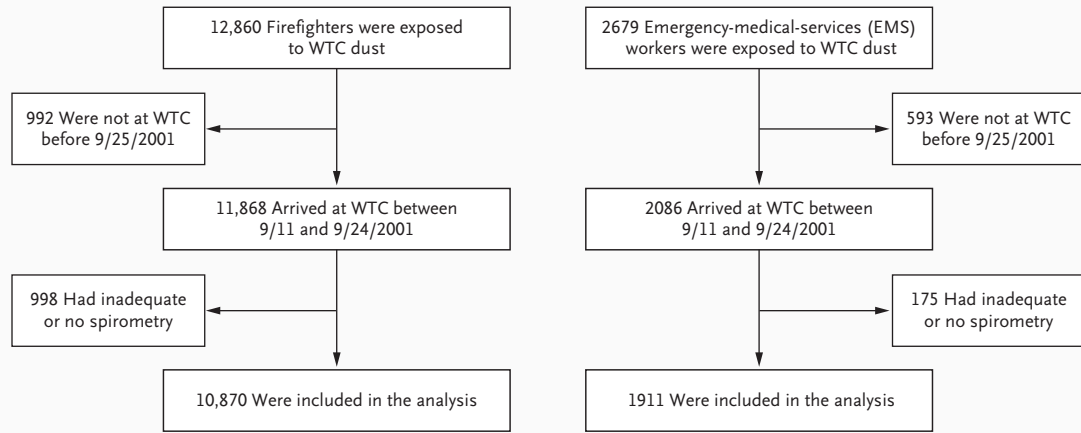 12,860 Firefighters were exposed
to WTC dust
2679 Emergency-medical-services (EMS)
workers were exposed to WTC dust
992 Were not at WTC
before 9/25/2001
593 Were not at WTC
before 9/25/2001
11,868 Arrived at WTC between
9/11 and 9/24/2001
2086 Arrived at WTC between
9/11 and 9/24/2001
998 Had inadequate
or no spirometry
175 Had inadequate
or no spirometry
10,870 Were included in the analysis
1911 Were included in the analysis